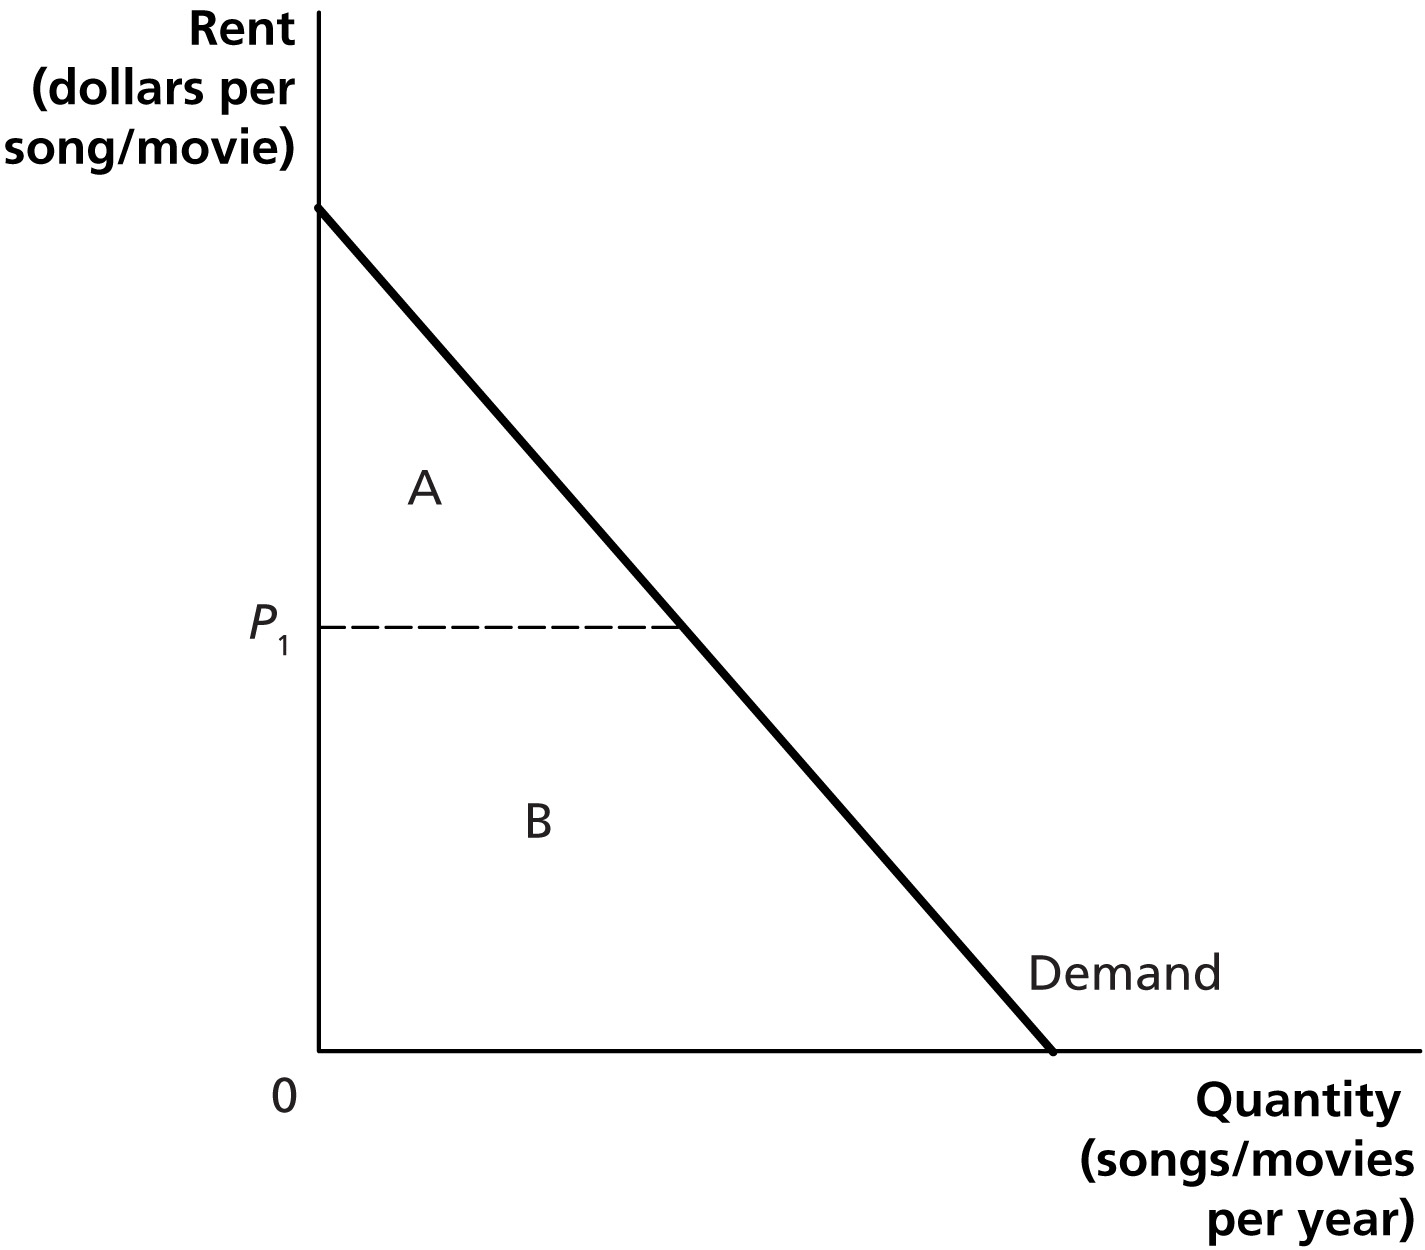 Rent
(dollars per
song/movie)
A
P1
B
Demand
0
Quantity
(songs/movies
per year)